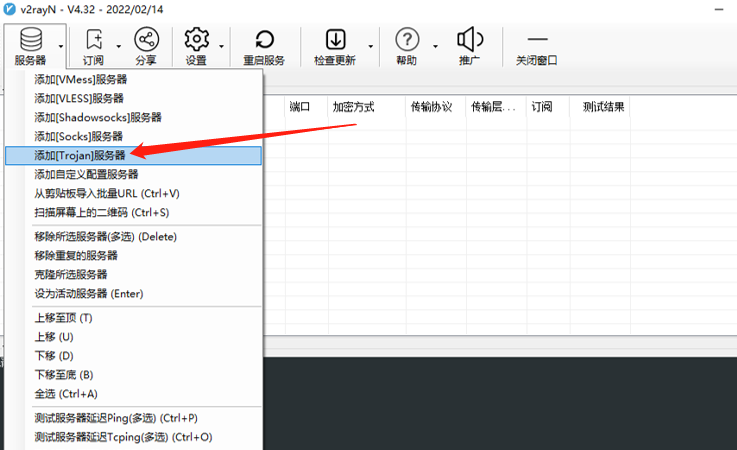 v2rayN - V4.32 - 2022/02/14
服务器 订阅 分享 设置 重启服务 检查更新 帮助 推广 关闭窗口
端口 加密方式 传输协议 传输层... 订阅 测试结果
添加[VMess]服务器
添加[VLESS]服务器
添加[Shadowsocks]服务器
添加[Socks]服务器
添加[Trojan]服务器
添加自定义配置服务器
从剪贴板导入批量URL (Ctrl+V)
扫描屏幕上的二维码 (Ctrl+S)
移除所选服务器(多选) (Delete)
移除重复的服务器
克隆所选服务器
设为活动服务器 (Enter)
上移至顶 (T)
上移 (U)
下移 (D)
下移至底 (B)
全选 (Ctrl+A)
测试服务器延迟Ping(多选) (Ctrl+P)
测试服务器延迟Tcping(多选) (Ctrl+O)